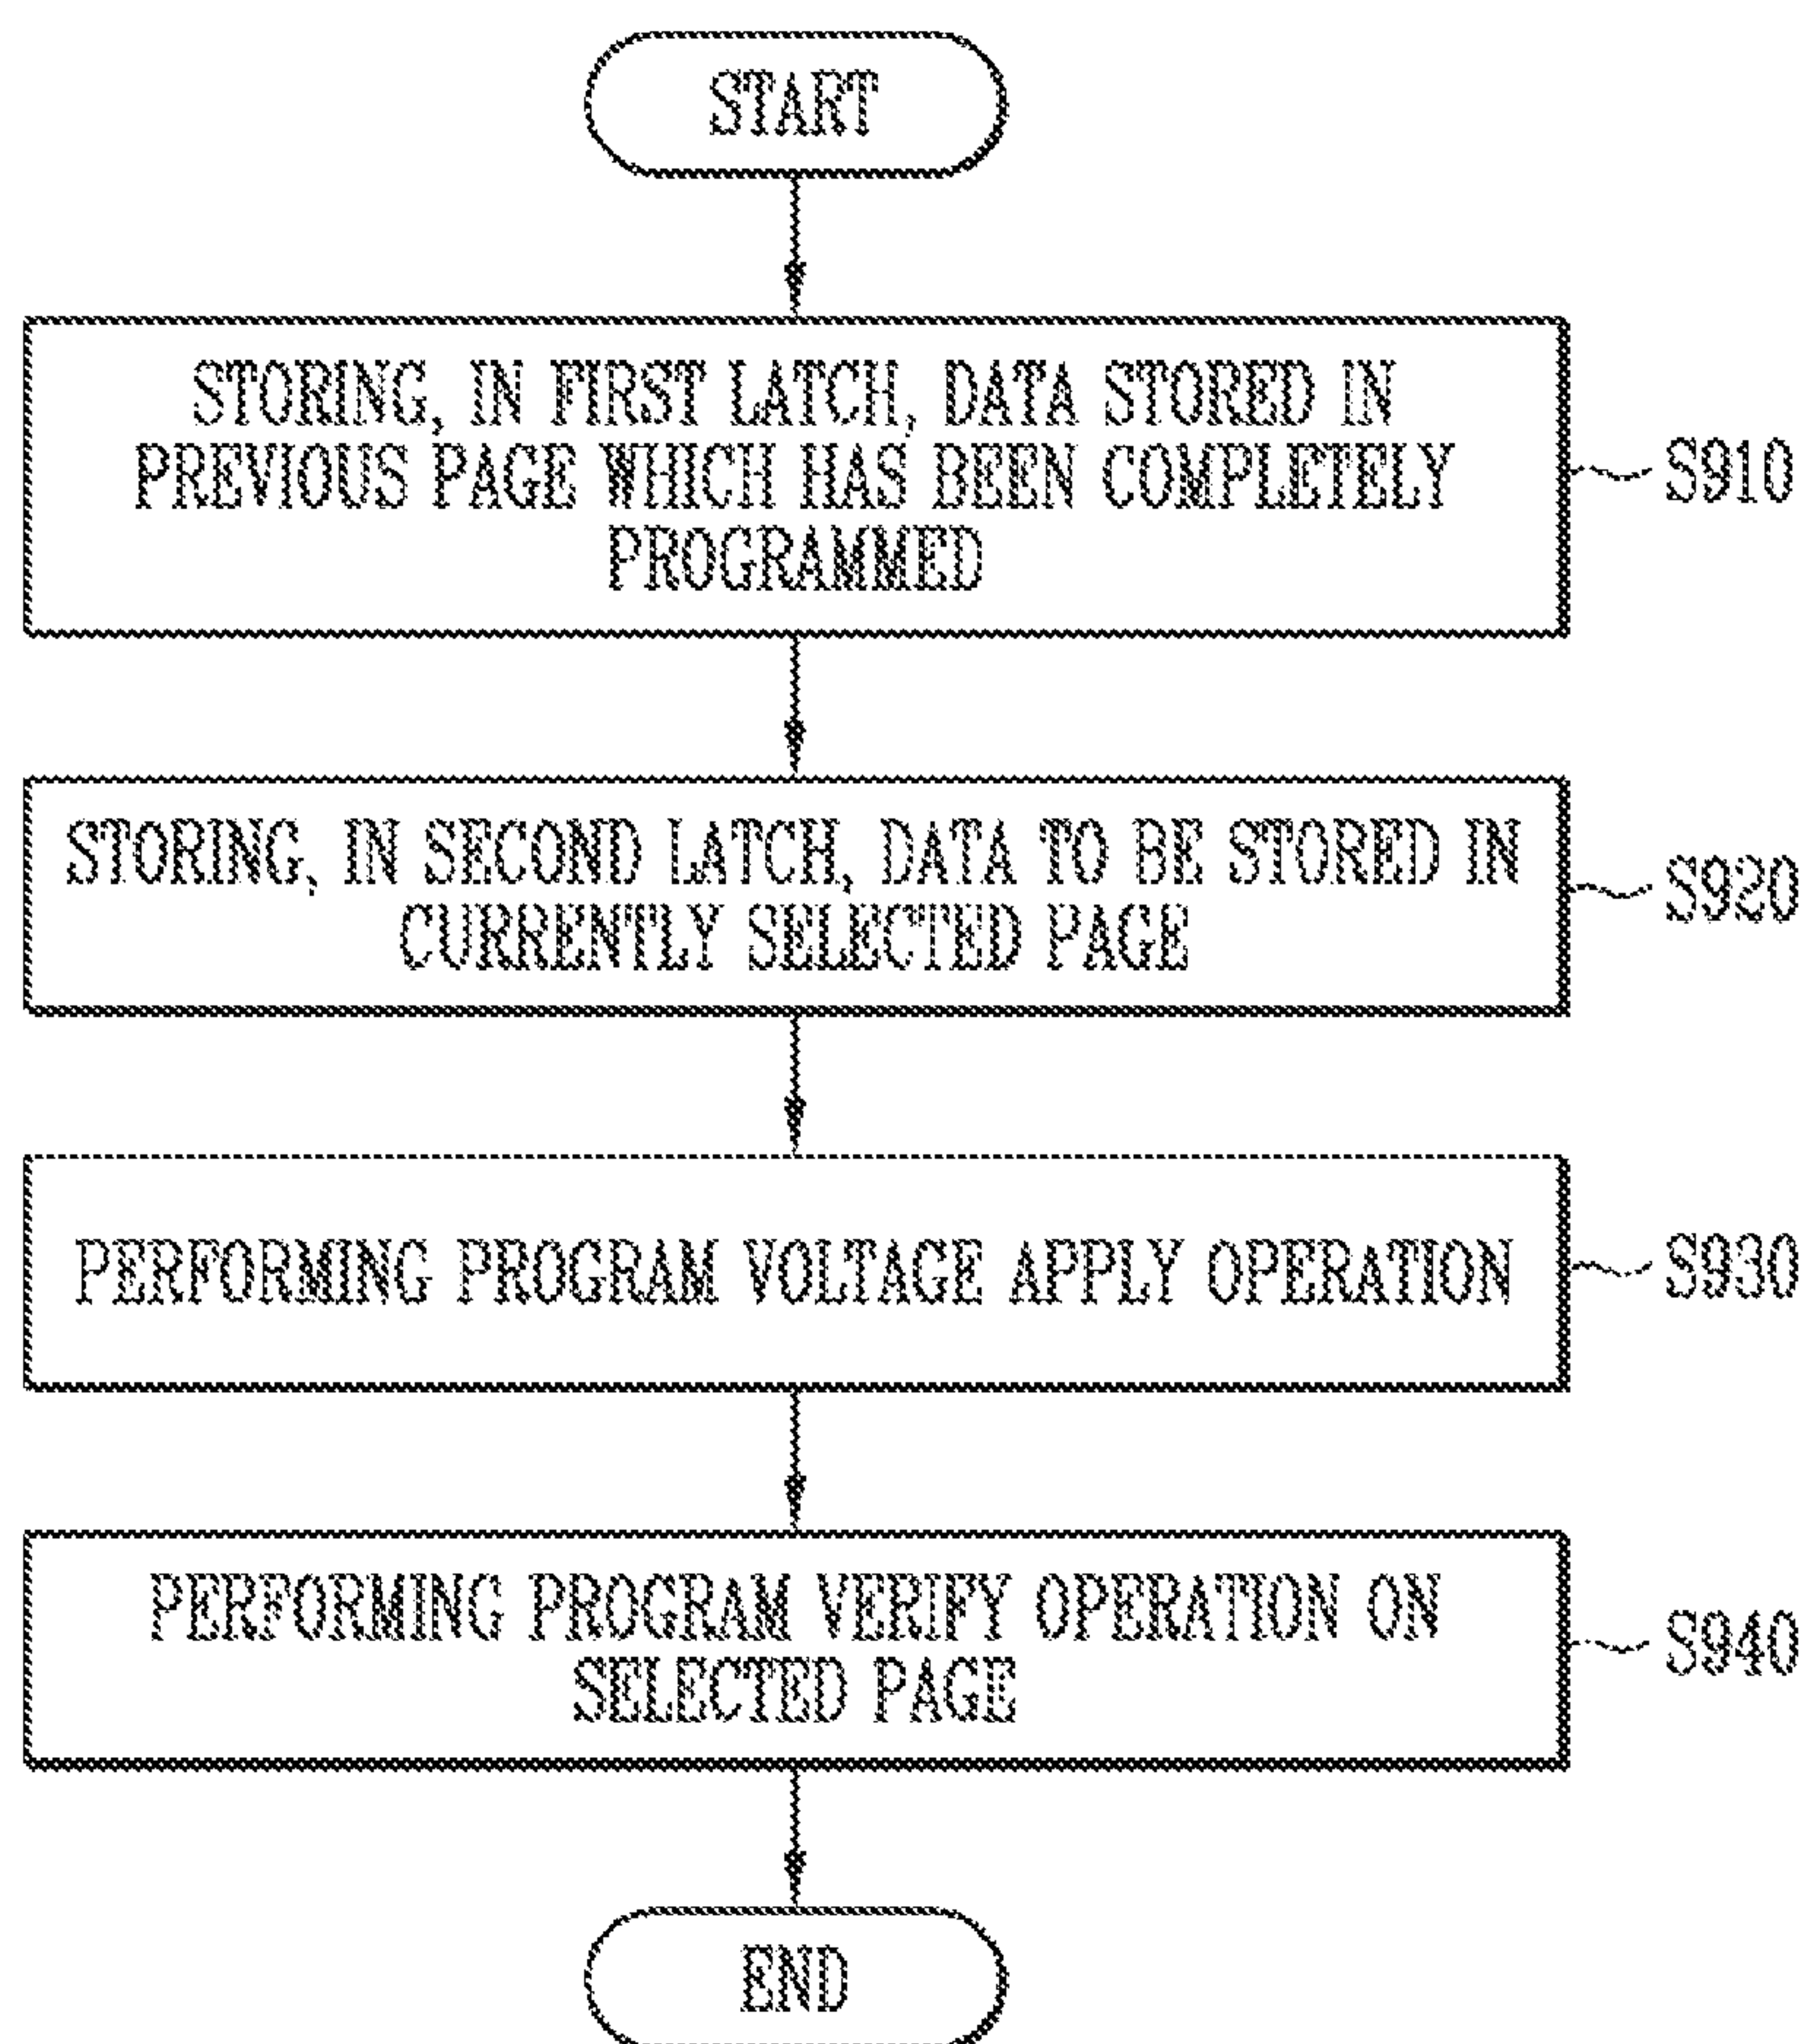 START
STORING, IN FIRST LATCH, DATA STORED IN
PREVIOUS PAGE WHICH HAS BEEN COMPLETELY
PROGRAMMED
S910
STORING, IN SECOND LATCH, DATA TO BE STORED IN
CURRENTLY SELECTED PAGE
S920
PERFORMING PROGRAM VOLTAGE APPLY OPERATION
S930
PERFORMING PROGRAM VERIFY OPERATION ON
SELECTED PAGE
S940
END